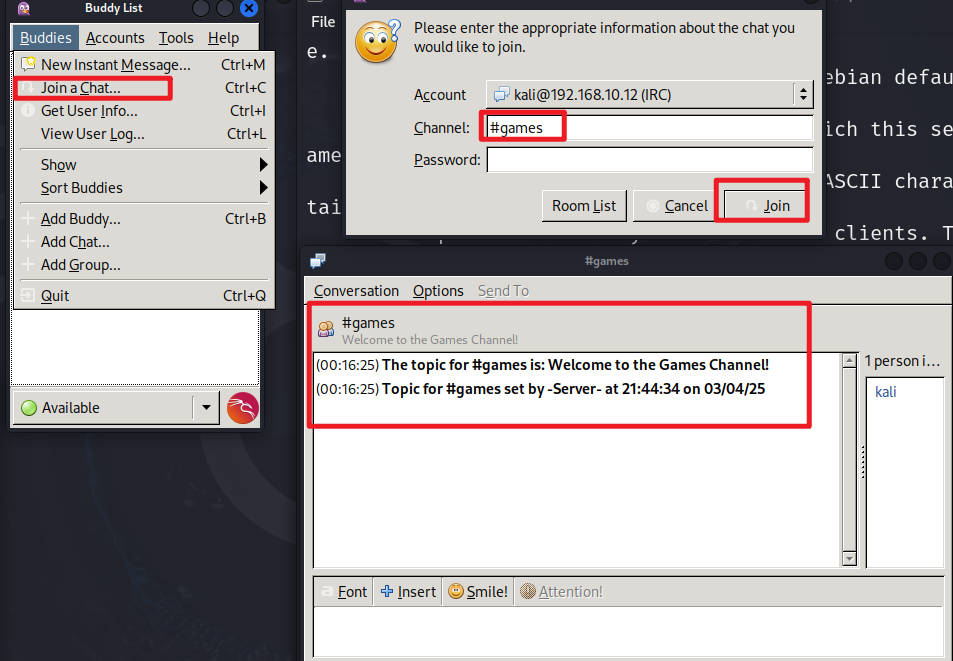 Buddy List
Buddies Accounts Tools Help
New Instant Message... Ctrl+M
Join a Chat... Ctrl+C
Get User Info... Ctrl+I
View User Log... Ctrl+L
Show
Sort Buddies
Add Buddy... Ctrl+B
Add Chat...
Add Group...
Quit Ctrl+Q
Available
File
e.
ame
tai
Please enter the appropriate information about the chat you
would like to join.
Account kali@192.168.10.12 (IRC)
Channel: #games
Password:
Room List Cancel Join
ebian defau
ich this se
ASCII chara
clients. T
#games
Conversation Options Send To
#games
Welcome to the Games Channel!
(00:16:25) The topic for #games is: Welcome to the Games Channel!
(00:16:25) Topic for #games set by -Server- at 21:44:34 on 03/04/25
1 person i...
kali
Font Insert Smile! Attention!